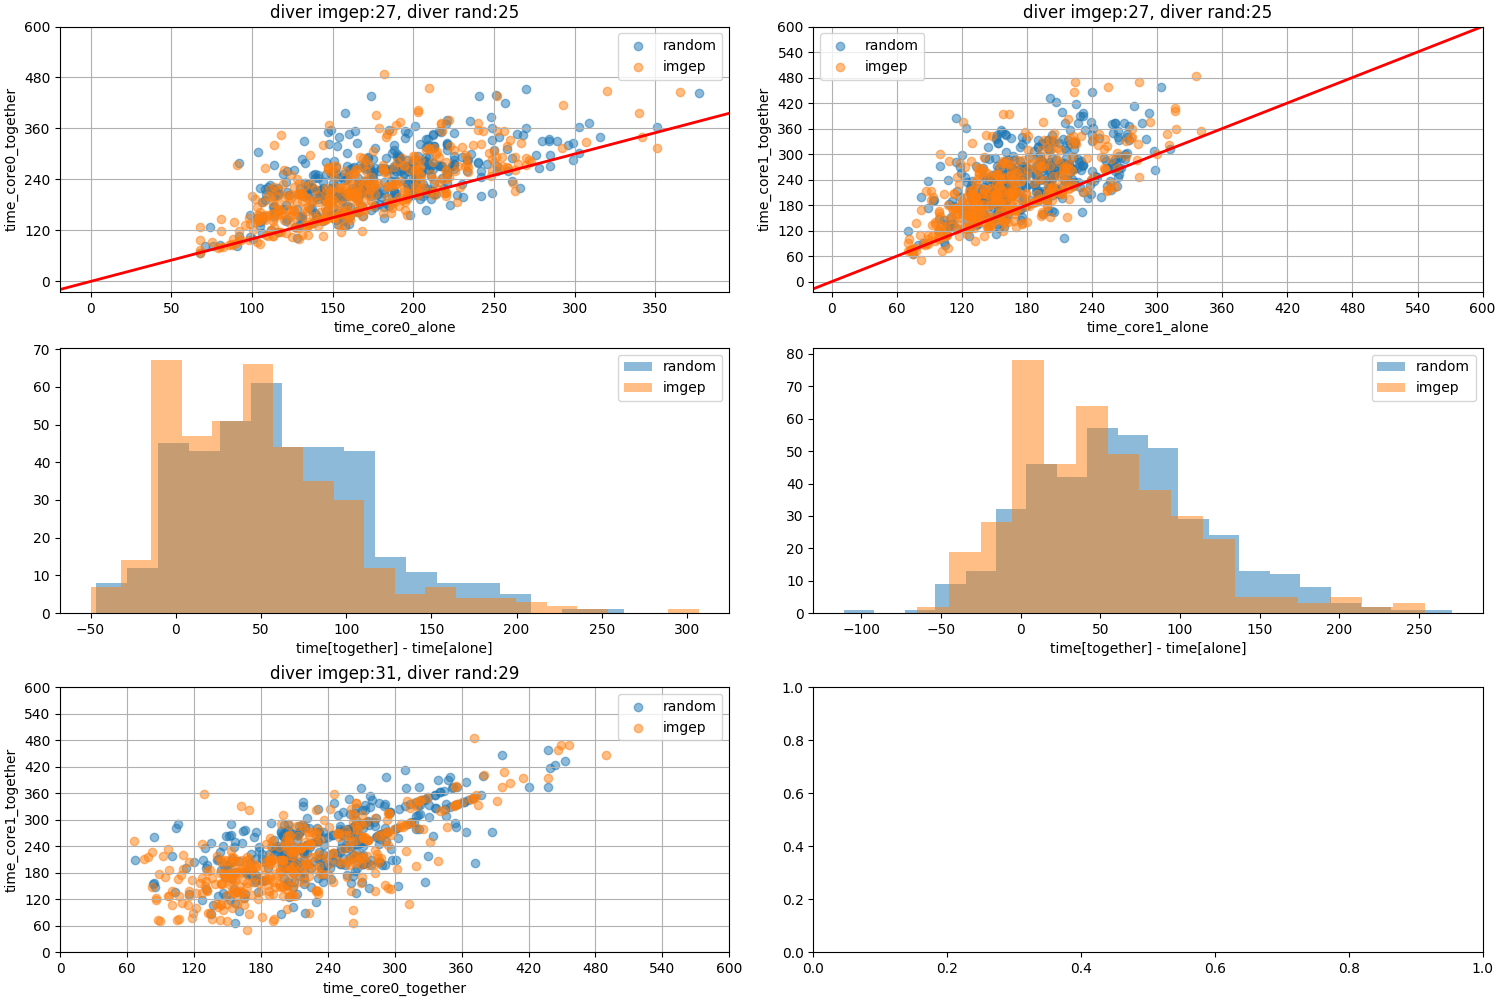 diver imgep:27, diver rand:25
600
480
360
240
120
0
time_core0_together
random
imgep
0 50 100 150 200 250 300 350
time_core0_alone
diver imgep:27, diver rand:25
600
540
480
420
360
300
240
180
120
60
0
time_core1_together
random
imgep
0 60 120 180 240 300 360 420 480 540 600
time_core1_alone
70
60
50
40
30
20
10
0
random
imgep
−50 0 50 100 150 200 250 300
time[together] - time[alone]
80
70
60
50
40
30
20
10
0
random
imgep
−100 −50 0 50 100 150 200 250
time[together] - time[alone]
diver imgep:31, diver rand:29
600
540
480
420
360
300
240
180
120
60
0
time_core1_together
random
imgep
0 60 120 180 240 300 360 420 480 540 600
time_core0_together
1.0
0.8
0.6
0.4
0.2
0.0
0.0 0.2 0.4 0.6 0.8 1.0